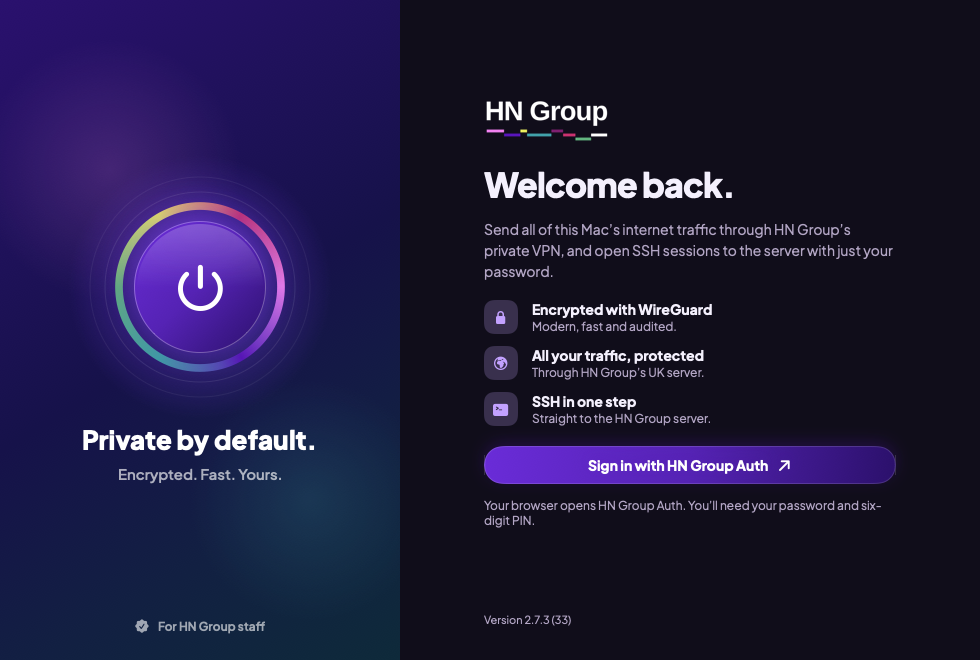 HN Group
Welcome back.
Send all of this Mac's internet traffic through HN Group's
private VPN, and open SSH sessions to the server with just your
password.
Encrypted with WireGuard
Modern, fast and audited.
All your traffic, protected
Through HN Group's UK server.
SSH in one step
Straight to the HN Group server.
Sign in with HN Group Auth
Your browser opens HN Group Auth. You'll need your password and six-
digit PIN.
Version 2.7.3 (33)
Private by default.
Encrypted. Fast. Yours.
For HN Group staff